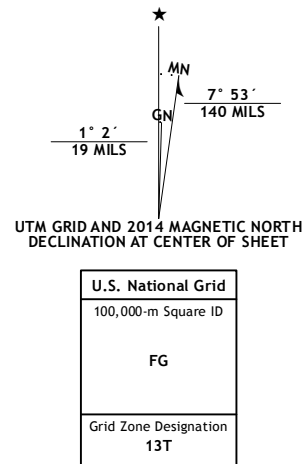 ★
MN
GN
7° 53´
140 MILS
1° 2´
19 MILS
UTM GRID AND 2014 MAGNETIC NORTH
DECLINATION AT CENTER OF SHEET
U.S. National Grid
100,000-m Square ID
FG
Grid Zone Designation
13T